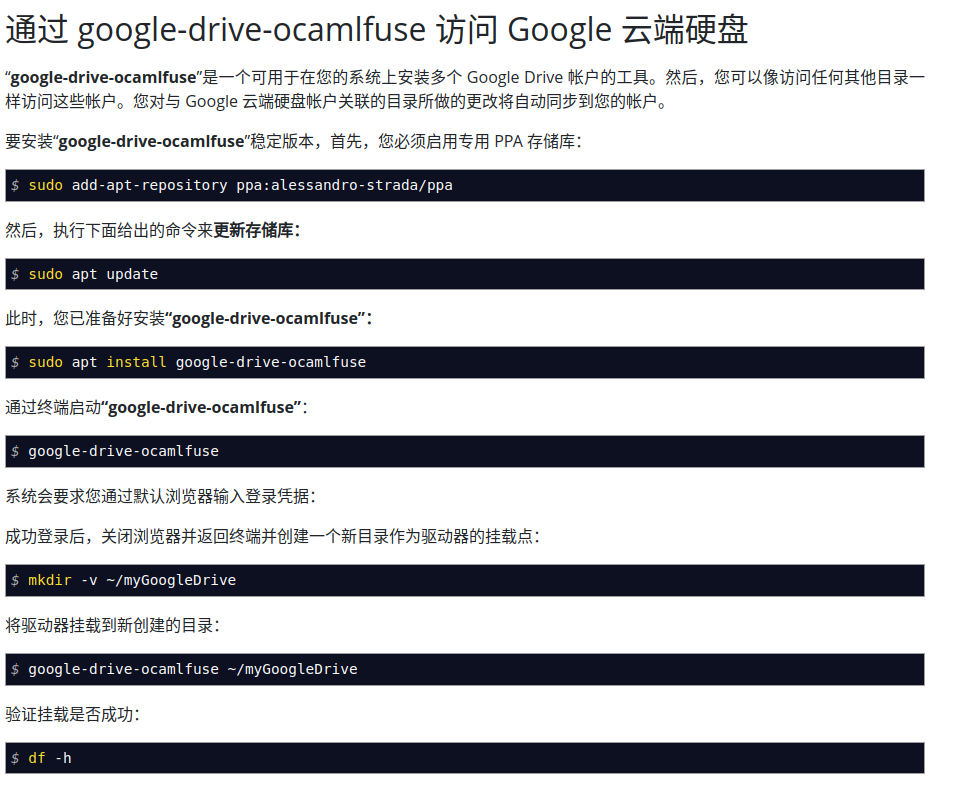 通过 google-drive-ocamlfuse 访问 Google 云端硬盘
“google-drive-ocamlfuse”是一个可用于在您的系统上安装多个 Google Drive 帐户的工具。然后，您可以像访问任何其他目录一
样访问这些帐户。您对与 Google 云端硬盘帐户关联的目录所做的更改将自动同步到您的帐户。
要安装“google-drive-ocamlfuse”稳定版本，首先，您必须启用专用 PPA 存储库：
$ sudo add-apt-repository ppa:alessandro-strada/ppa
然后，执行下面给出的命令来更新存储库：
$ sudo apt update
此时，您已准备好安装“google-drive-ocamlfuse”：
$ sudo apt install google-drive-ocamlfuse
通过终端启动“google-drive-ocamlfuse”：
$ google-drive-ocamlfuse
系统会要求您通过默认浏览器输入登录凭据：
成功登录后，关闭浏览器并返回终端并创建一个新目录作为驱动器的挂载点：
$ mkdir -v ~/myGoogleDrive
将驱动器挂载到新创建的目录：
$ google-drive-ocamlfuse ~/myGoogleDrive
验证挂载是否成功：
$ df -h